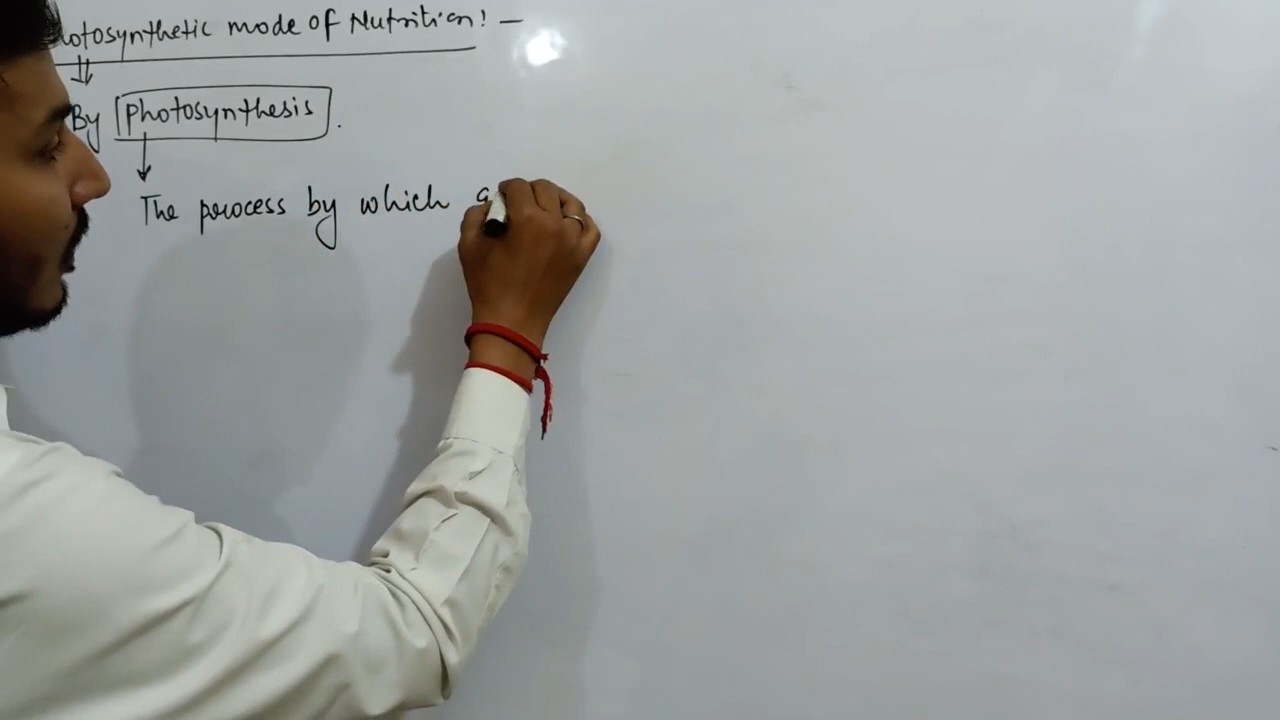 otosynthetic mode of Nutrition! —
By Photosynthesis.
The process by which